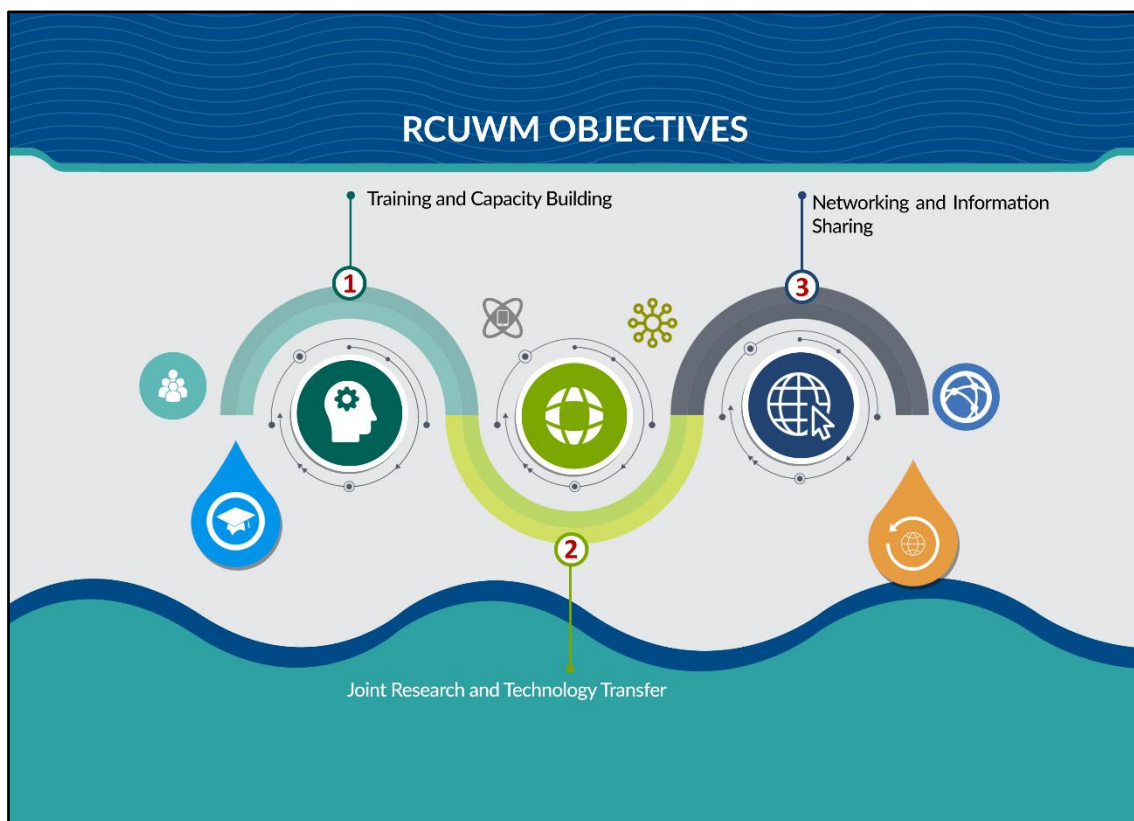 RCUWM OBJECTIVES
1
Training and Capacity Building
2
Joint Research and Technology Transfer
3
Networking and Information
Sharing